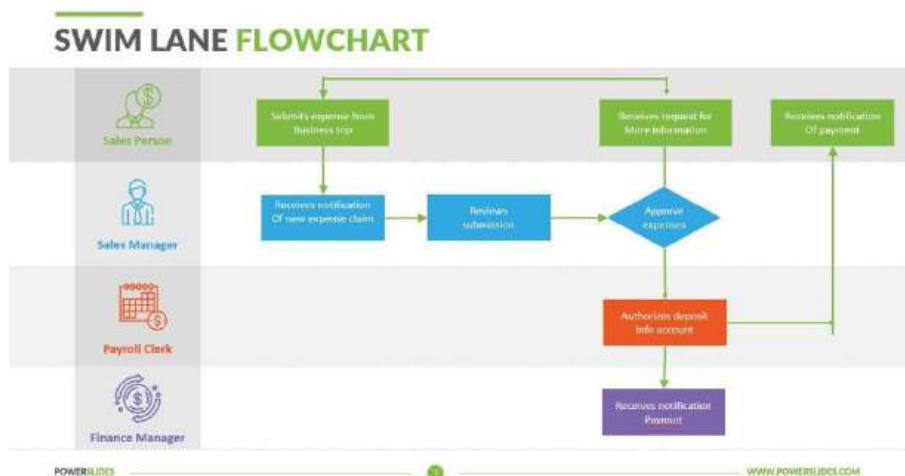 SWIM LANE FLOWCHART
Sales Person
Submits expense from
Business trip
Receives request for
More information
Receives notification
Of payment
Sales Manager
Receives notification
Of new expense claim
Reviews
submission
Approve
expenses
Payroll Clerk
Authorizes deposit
Into account
Finance Manager
Receives notification
POWERSLIDES
WWW.POWERSLIDES.COM